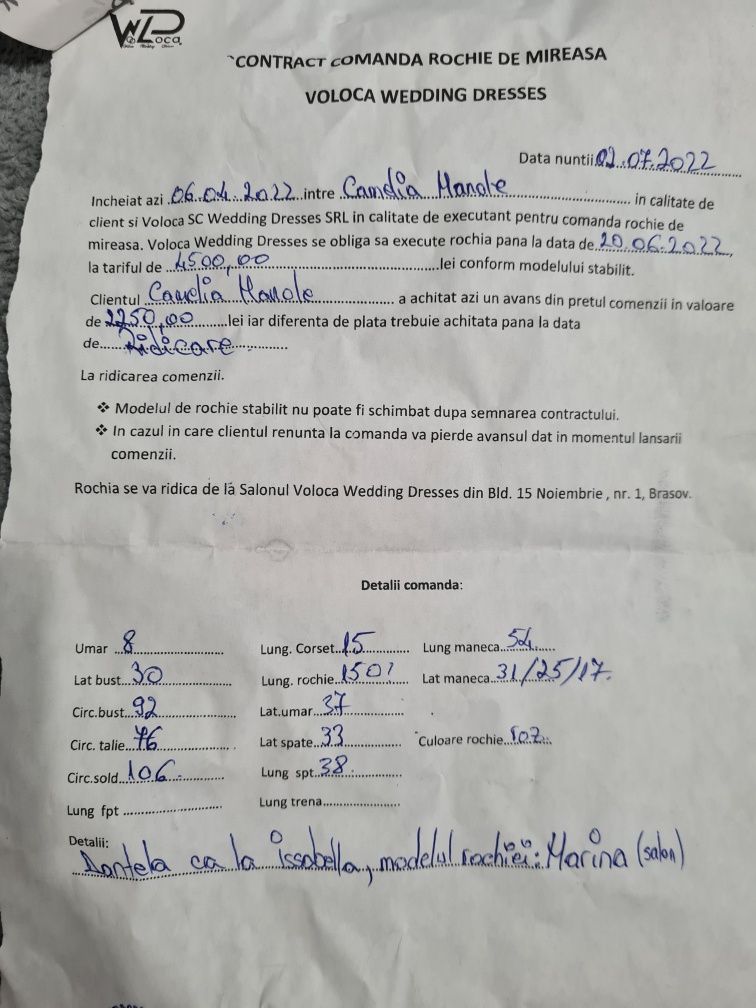 WD
Loca
CONTRACT COMANDA ROCHIE DE MIREASA
VOLOCA WEDDING DRESSES
Data nuntii 02.07.2022
Incheiat azi 06.04.2022 intre Camelia Manole in calitate de
client si Voloca SC Wedding Dresses SRL in calitate de executant pentru comanda rochie de
mireasa. Voloca Wedding Dresses se obliga sa execute rochia pana la data de 20.06.2022,
la tariful de 4500,00 lei conform modelului stabilit.
Clientul Camelia Manole a achitat azi un avans din pretul comenzii in valoare
de 2250,00 lei iar diferenta de plata trebuie achitata pana la data
de Ridicare
La ridicarea comenzii.
❖ Modelul de rochie stabilit nu poate fi schimbat dupa semnarea contractului.
❖ In cazul in care clientul renunta la comanda va pierde avansul dat in momentul lansarii
comenzii.
Rochia se va ridica de la Salonul Voloca Wedding Dresses din Bld. 15 Noiembrie , nr. 1, Brasov.
Detalii comanda:
Umar 8 Lung. Corset 15 Lung maneca 54
Lat bust 30 Lung. rochie 150? Lat maneca 31/25/17.
Circ.bust 92 Lat.umar 37
Circ. talie 76 Lat spate 33 Culoare rochie roz
Circ.sold 106 Lung spt. 38
Lung fpt Lung trena
Detalii:
Dantela ca la issabella, modelul rochiei: Marina (salon)